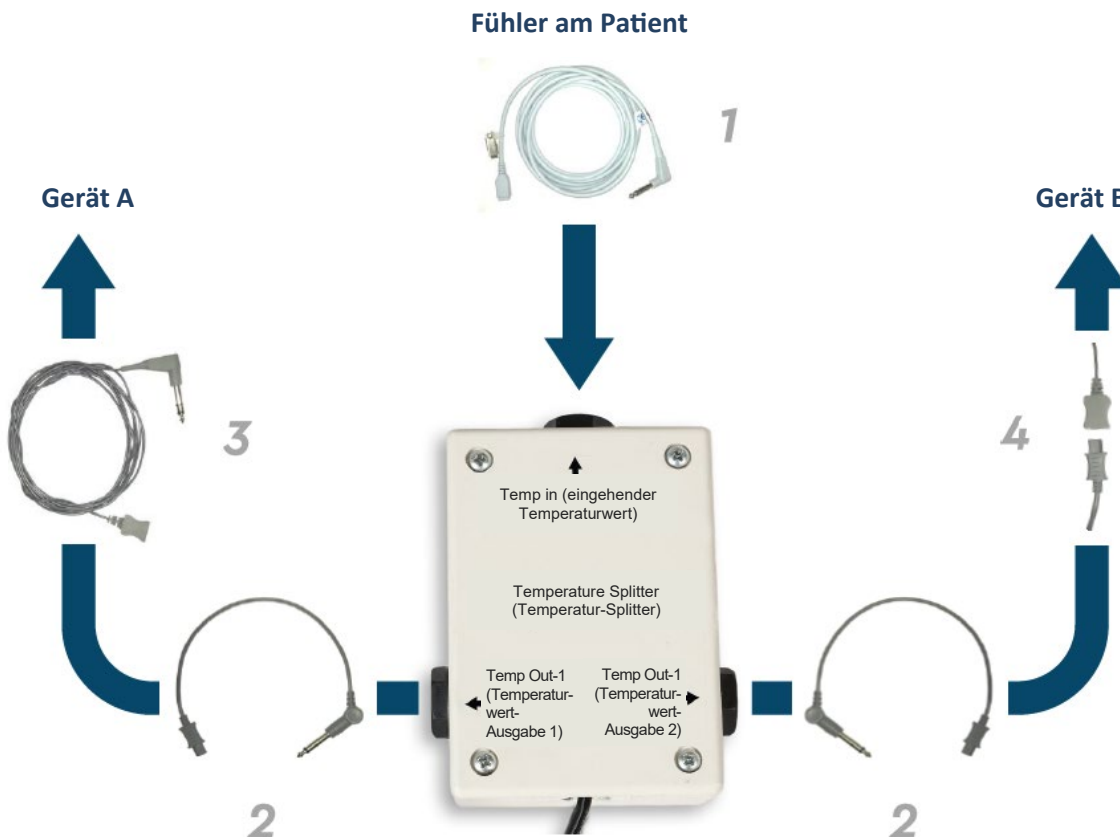 Fühler am Patient
1
Gerät A
Gerät B
3
4
Temp in (eingehender
Temperaturwert)
Temperature Splitter
(Temperatur-Splitter)
Temp Out-1
(Temperatur-
wert-
Ausgabe 1)
Temp Out-1
(Temperatur-
wert-
Ausgabe 2)
2
2